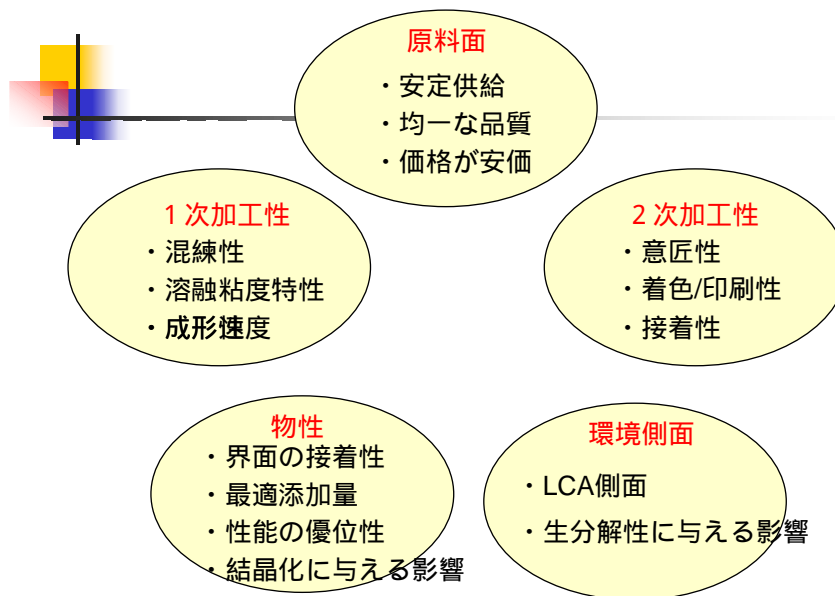 原料面
・安定供給
・均一な品質
・価格が安価
1次加工性
・混練性
・溶融粘度特性
・成形性
2次加工性
・意匠性
・着色/印刷性
・接着性
物性
・界面の接着性
・最適添加量
・性能の優位性
・結晶化に与える影響
環境側面
・LCA側面
・生分解性に与える影響